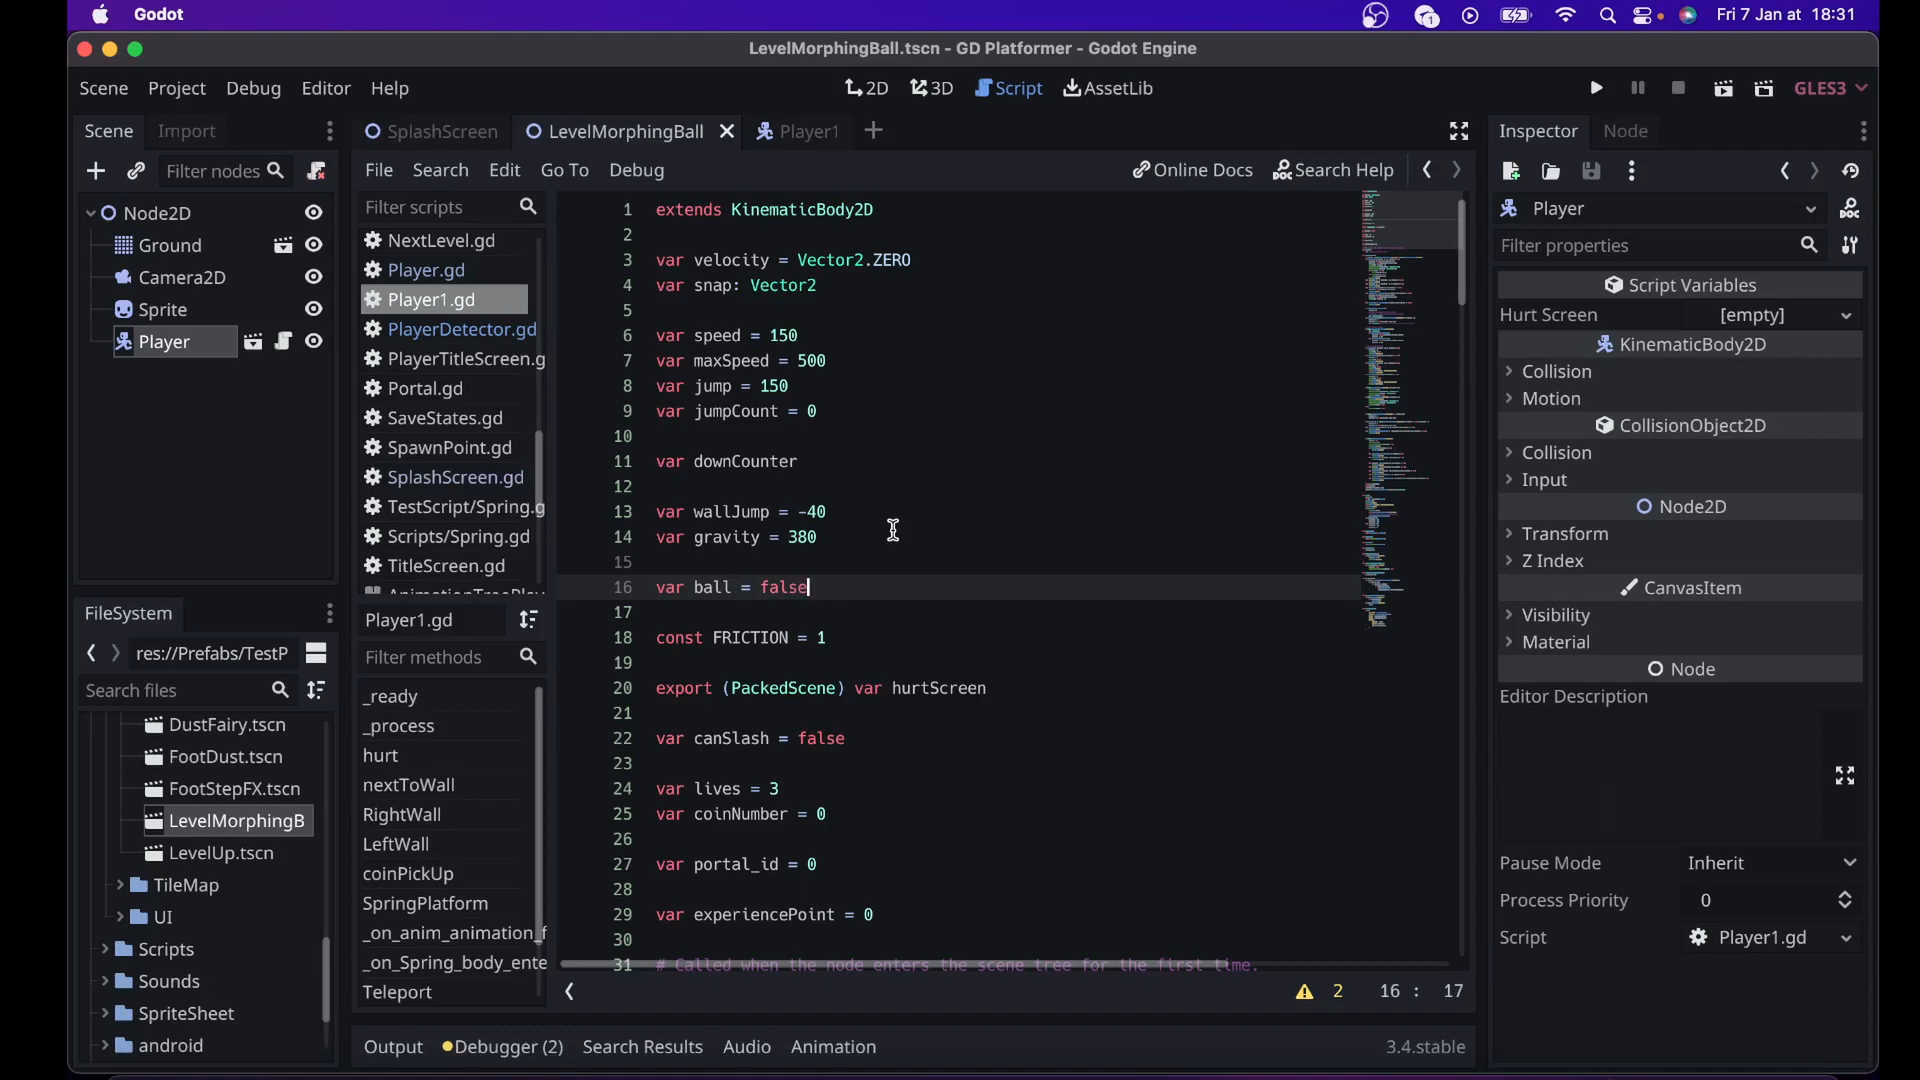 Godot
1
Fri 7 Jan at 18:31
LevelMorphingBall.tscn - GD Platformer - Godot Engine
Scene
Project
Debug
Editor
Help
2D
3D
Script
AssetLib
GLES3
Scene
Import
SplashScreen
LevelMorphingBall
Player1
Inspector
Node
Filter nodes
File
Search
Edit
Go To
Debug
Online Docs
Search Help
Node2D
Ground
Camera2D
Sprite
Player
Filter scripts
NextLevel.gd
Player.gd
Player1.gd
PlayerDetector.gd
PlayerTitleScreen.g
Portal.gd
SaveStates.gd
SpawnPoint.gd
SplashScreen.gd
TestScript/Spring.g
Scripts/Spring.gd
TitleScreen.gd
AnimationTreePlay
Player1.gd
Filter methods
_ready
_process
hurt
nextToWall
RightWall
LeftWall
coinPickUp
SpringPlatform
_on_anim_animation_f
_on_Spring_body_ente
Teleport
1 extends KinematicBody2D
2
3 var velocity = Vector2.ZERO
4 var snap: Vector2
5
6 var speed = 150
7 var maxSpeed = 500
8 var jump = 150
9 var jumpCount = 0
10
11 var downCounter
12
13 var wallJump = -40
14 var gravity = 380
15
16 var ball = false
17
18 const FRICTION = 1
19
20 export (PackedScene) var hurtScreen
21
22 var canSlash = false
23
24 var lives = 3
25 var coinNumber = 0
26
27 var portal_id = 0
28
29 var experiencePoint = 0
30
31 # Called when the node enters the scene tree for the first time.
2
16 : 17
FileSystem
res://Prefabs/TestP
Search files
DustFairy.tscn
FootDust.tscn
FootStepFX.tscn
LevelMorphingB
LevelUp.tscn
TileMap
UI
Scripts
Sounds
SpriteSheet
android
Output
Debugger (2)
Search Results
Audio
Animation
3.4.stable
Player
Filter properties
Script Variables
Hurt Screen
[empty]
KinematicBody2D
Collision
Motion
CollisionObject2D
Collision
Input
Node2D
Transform
Z Index
CanvasItem
Visibility
Material
Node
Editor Description
Pause Mode
Inherit
Process Priority
0
Script
Player1.gd